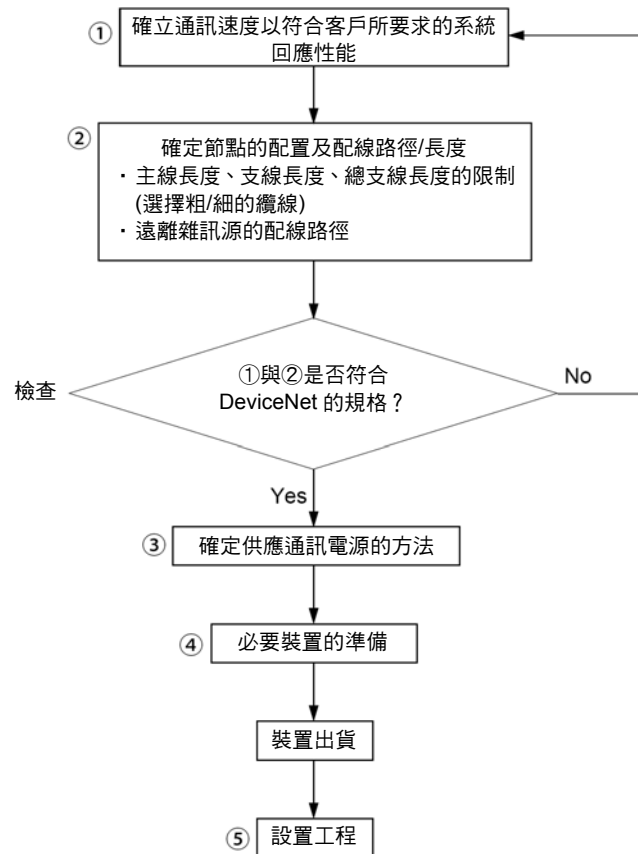 ① 確立通訊速度以符合客戶所要求的系統
回應性能
②
確定節點的配置及配線路徑/長度
・主線長度、支線長度、總支線長度的限制
(選擇粗/細的纜線)
・遠離雜訊源的配線路徑
檢查
①與②是否符合
DeviceNet 的規格？
No
Yes
③ 確定供應通訊電源的方法
④ 必要裝置的準備
裝置出貨
⑤ 設置工程